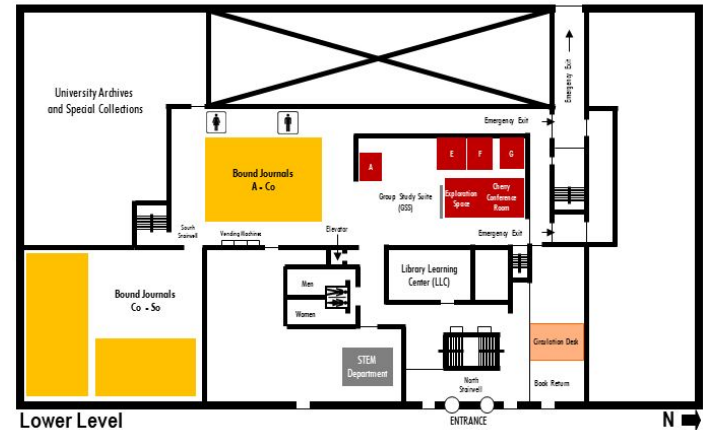 University Archives
and Special Collections
Emergency Exit
Emergency Exit
Bound Journals
A - Co
A
E
F
G
Group Study Suite
(GSS)
Exploration
Space
Cherry
Conference
Room
South
Stairwell
Vending Machines
Elevator
Emergency Exit
Bound Journals
Co - So
Men
Women
Library Learning
Center (LLC)
STEM
Department
Circulation Desk
North
Stairwell
Book Return
Lower Level
ENTRANCE
N